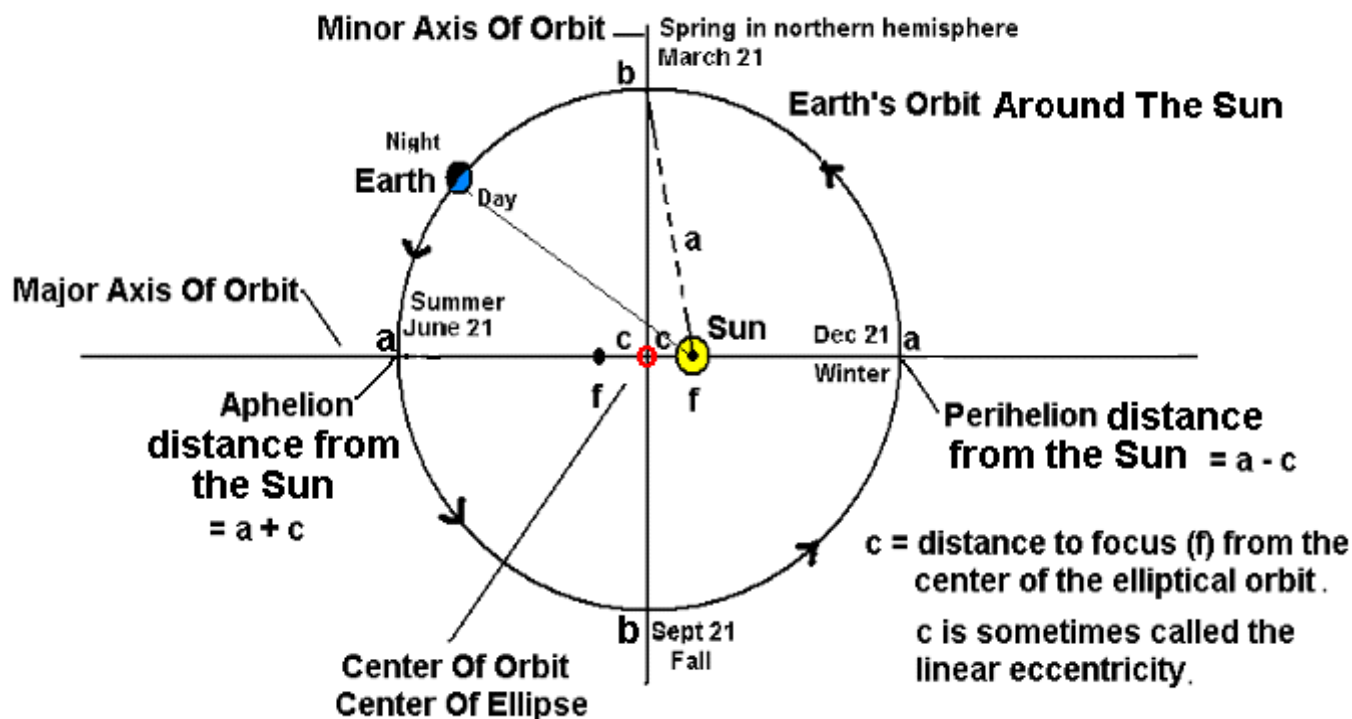 Minor Axis Of Orbit
Spring in northern hemisphere
March 21
b
Earth's Orbit Around The Sun
Night
Earth
Day
a
Major Axis Of Orbit
Summer
June 21
Sun
a
c
c
Dec 21
a
Winter
f
f
Aphelion
distance from
the Sun
= a + c
Perihelion distance
from the Sun = a - c
c = distance to focus (f) from the
center of the elliptical orbit .
c is sometimes called the
linear eccentricity.
b
Sept 21
Fall
Center Of Orbit
Center Of Ellipse